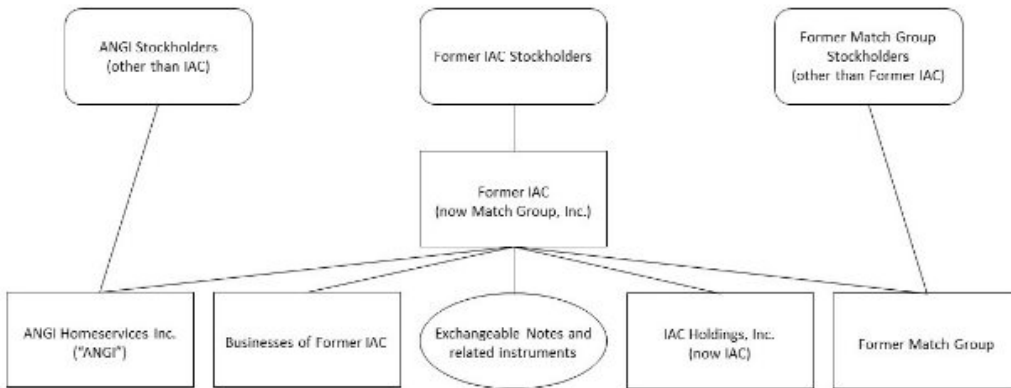 ANGI Stockholders
(other than IAC)
Former IAC Stockholders
Former Match Group
Stockholders
(other than Former IAC)
Former IAC
(now Match Group, Inc.)
ANGI Homeservices Inc.
("ANGI")
Businesses of Former IAC
Exchangeable Notes and
related instruments
IAC Holdings, Inc.
(now IAC)
Former Match Group